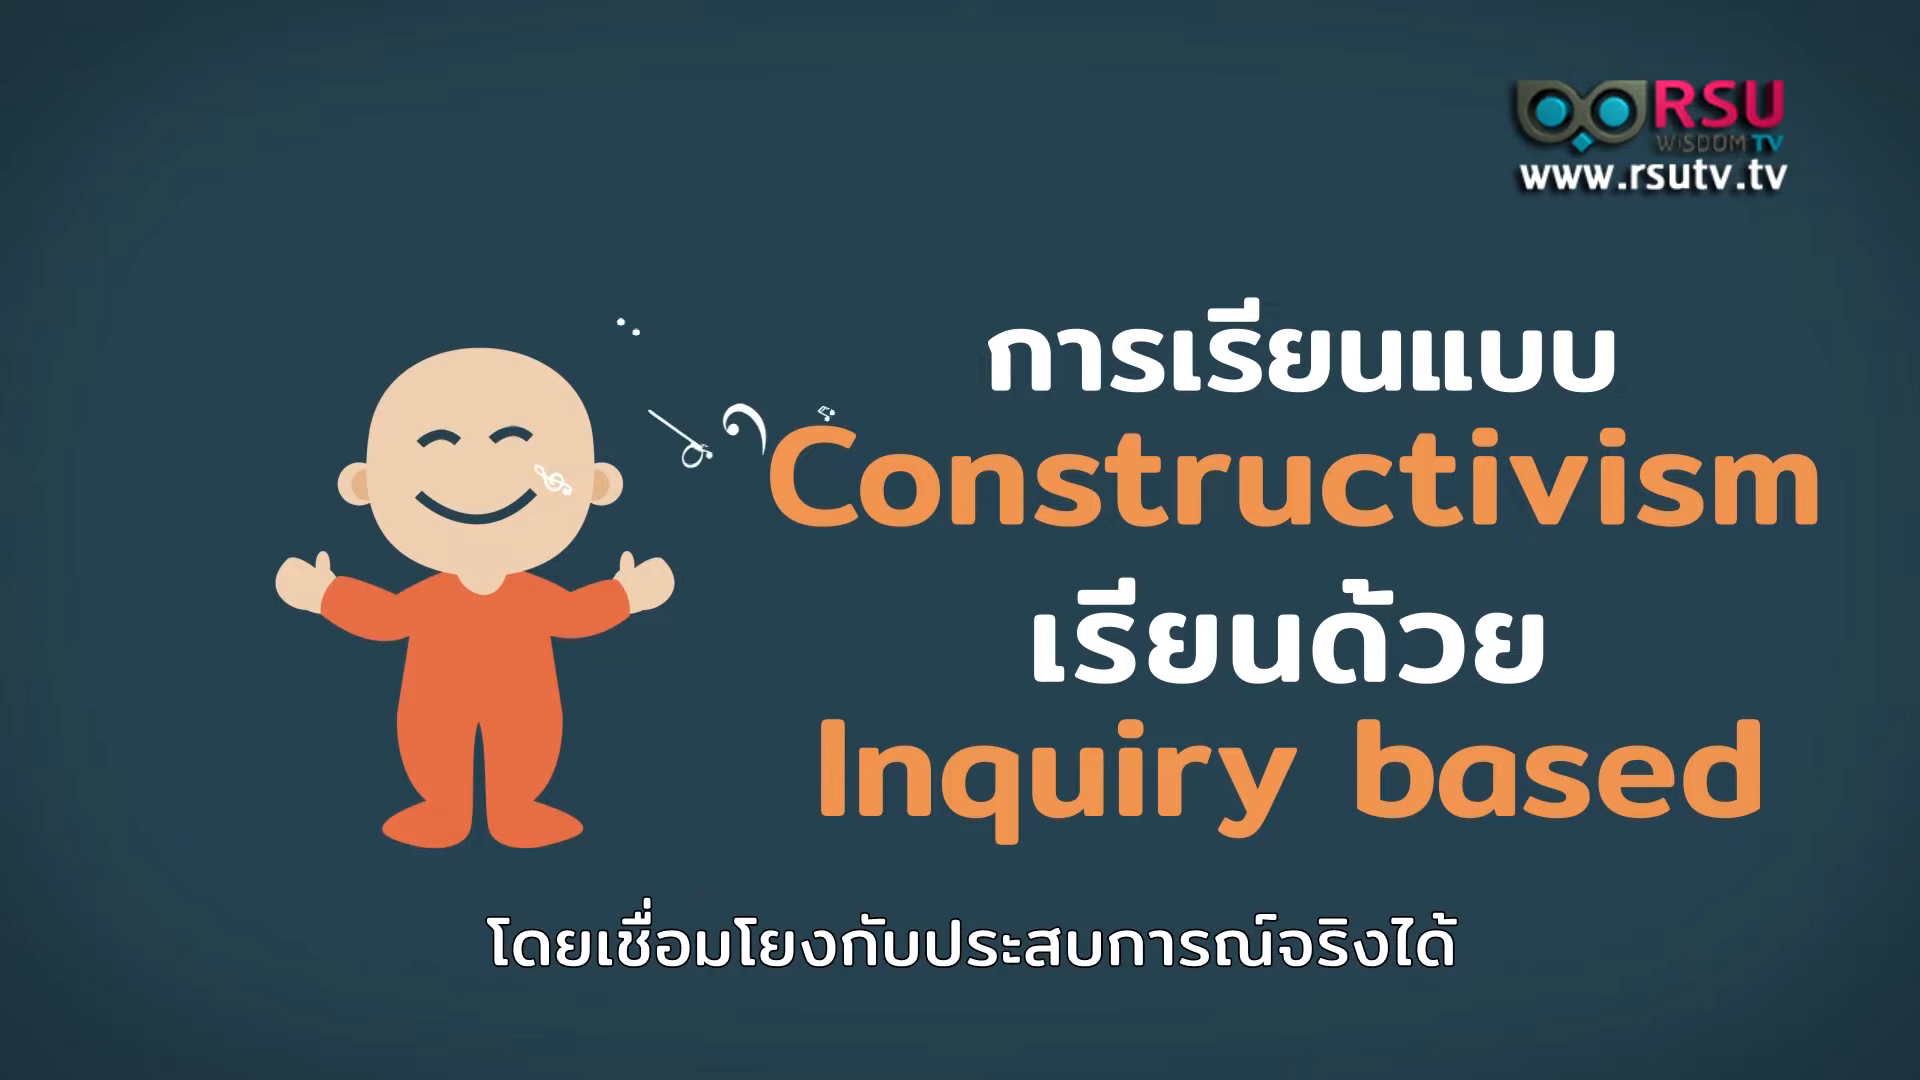 RSU
WISDOM TV
www.rsutv.tv
การเรียนแบบ
Constructivism
เรียนด้วย
Inquiry based
โดยเชื่อมโยงกับประสบการณ์จริงได้